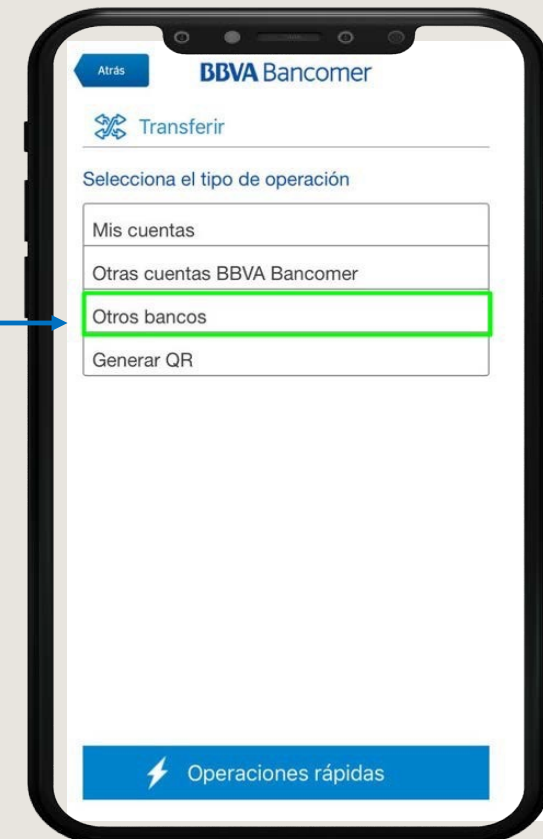 Atrás
BBVA Bancomer
Transferir
Selecciona el tipo de operación
Mis cuentas
Otras cuentas BBVA Bancomer
Otros bancos
Generar QR
Operaciones rápidas